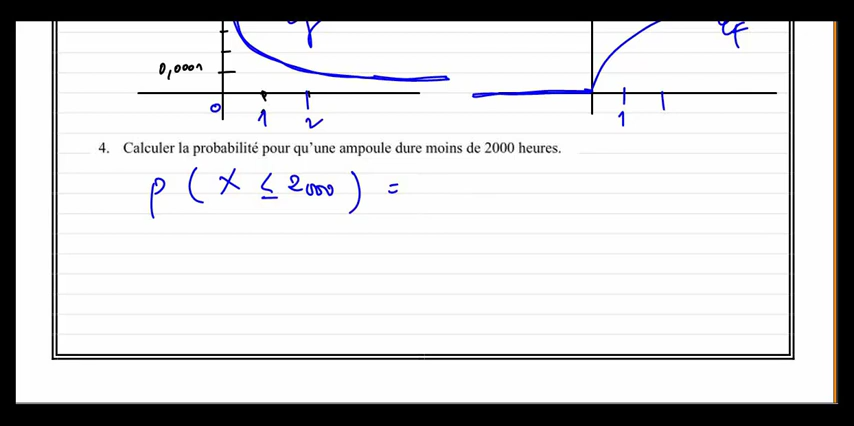 0,0001
0 1 2
1
4. Calculer la probabilité pour qu'une ampoule dure moins de 2000 heures.
P ( X ≤ 2000 ) =